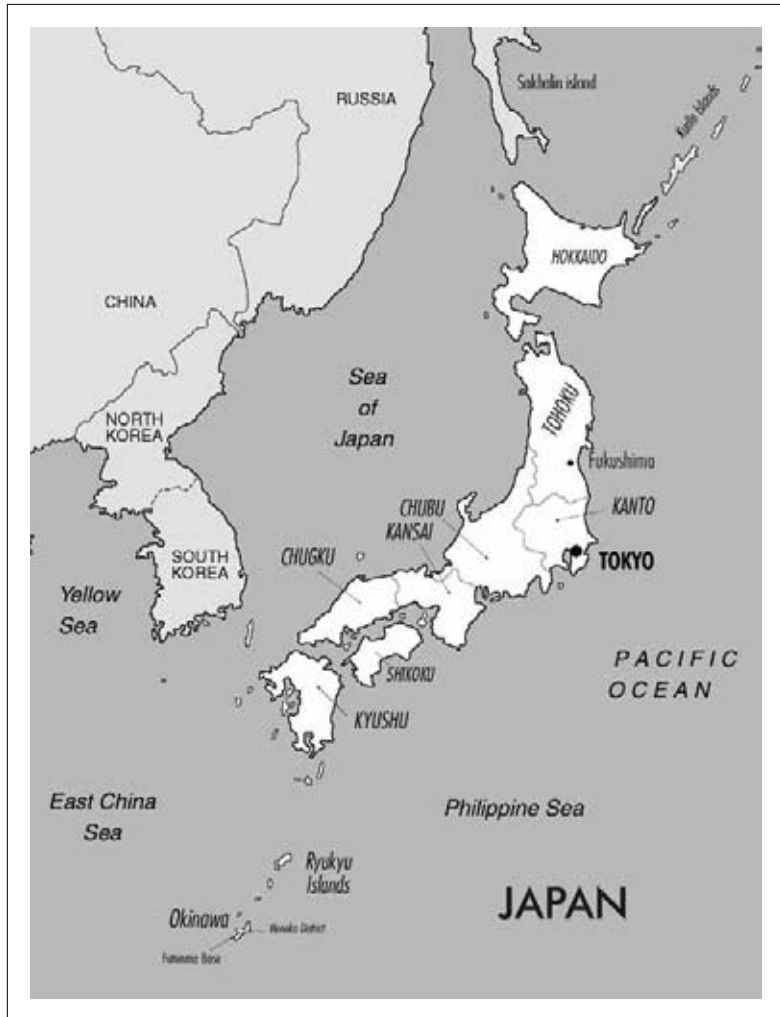 RUSSIA
Sakhalin island
Kurile Islands
HOKKAIDO
CHINA
Sea
of
Japan
TOHOKU
NORTH
KOREA
Fukushima
CHUBU
KANTO
KANSAI
SOUTH
KOREA
CHUGKU
TOKYO
Yellow
Sea
SHIKOKU
PACIFIC
OCEAN
KYUSHU
East China
Sea
Philippine Sea
Ryukyu
Islands
Okinawa
District
Base
JAPAN